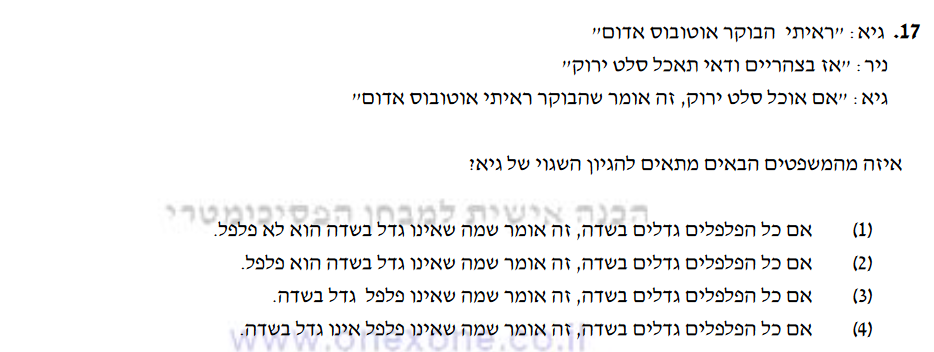 17. גיא: "ראיתי הבוקר אוטובוס אדום"
ניר: "אז בצהריים ודאי תאכל סלט ירוק"
גיא: "אם אוכל סלט ירוק, זה אומר שהבוקר ראיתי אוטובוס אדום"
איזה מהמשפטים הבאים מתאים להגיון השגוי של גיא?
הכנה אישית למבחן הפסיכומטרי
(1) אם כל הפלפלים גדלים בשדה, זה אומר שמה שאינו גדל בשדה הוא לא פלפל.
(2) אם כל הפלפלים גדלים בשדה, זה אומר שמה שאינו גדל בשדה הוא פלפל.
(3) אם כל הפלפלים גדלים בשדה, זה אומר שמה שאינו פלפל גדל בשדה.
(4) אם כל הפלפלים גדלים בשדה, זה אומר שמה שאינו פלפל אינו גדל בשדה.
www.onexone.co.il